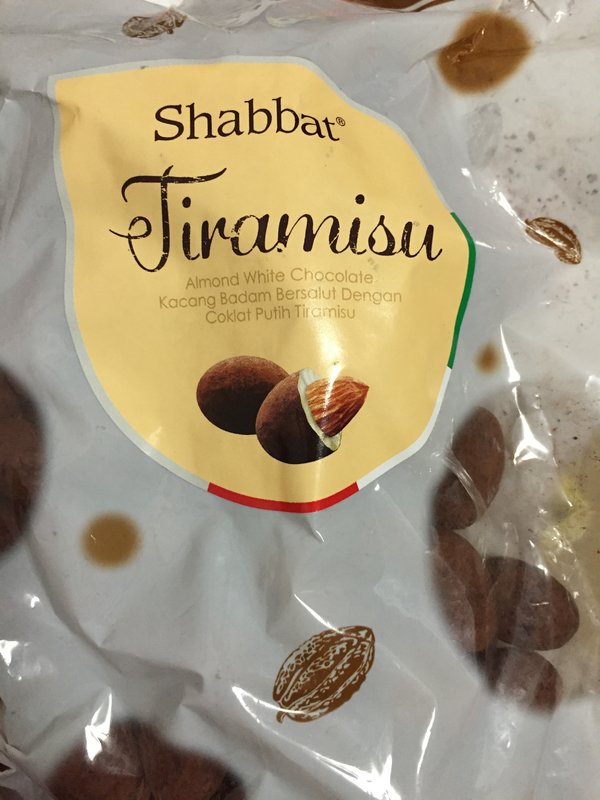 Shabbat®
Tiramisu
Almond White Chocolate
Kacang Badam Bersalut Dengan
Coklat Putih Tiramisu